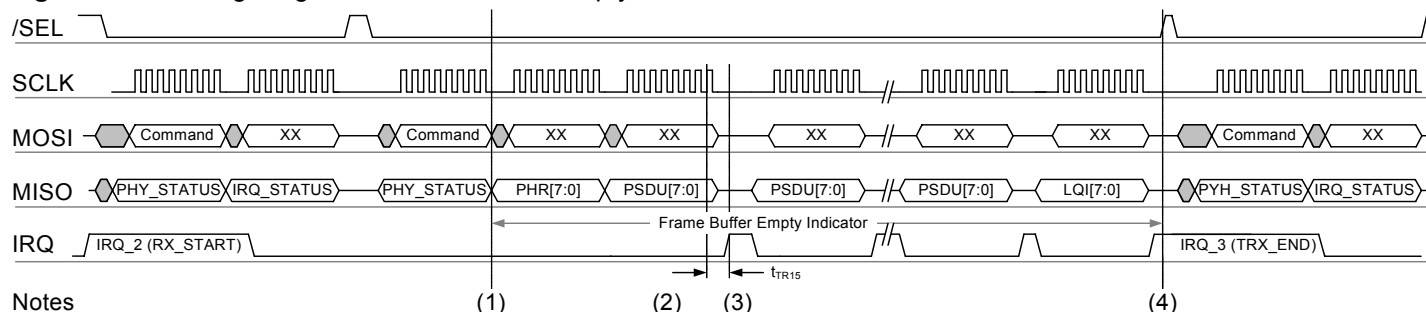 /SEL
SCLK
MOSI Command XX Command XX XX XX XX XX Command XX
MISO PHY_STATUS IRQ_STATUS PHY_STATUS PHR[7:0] PSDU[7:0] PSDU[7:0] PSDU[7:0] LQI[7:0] PYH_STATUS IRQ_STATUS
Frame Buffer Empty Indicator
IRQ IRQ_2 (RX_START) IRQ_3 (TRX_END)
tTR15
Notes (1) (2) (3) (4)